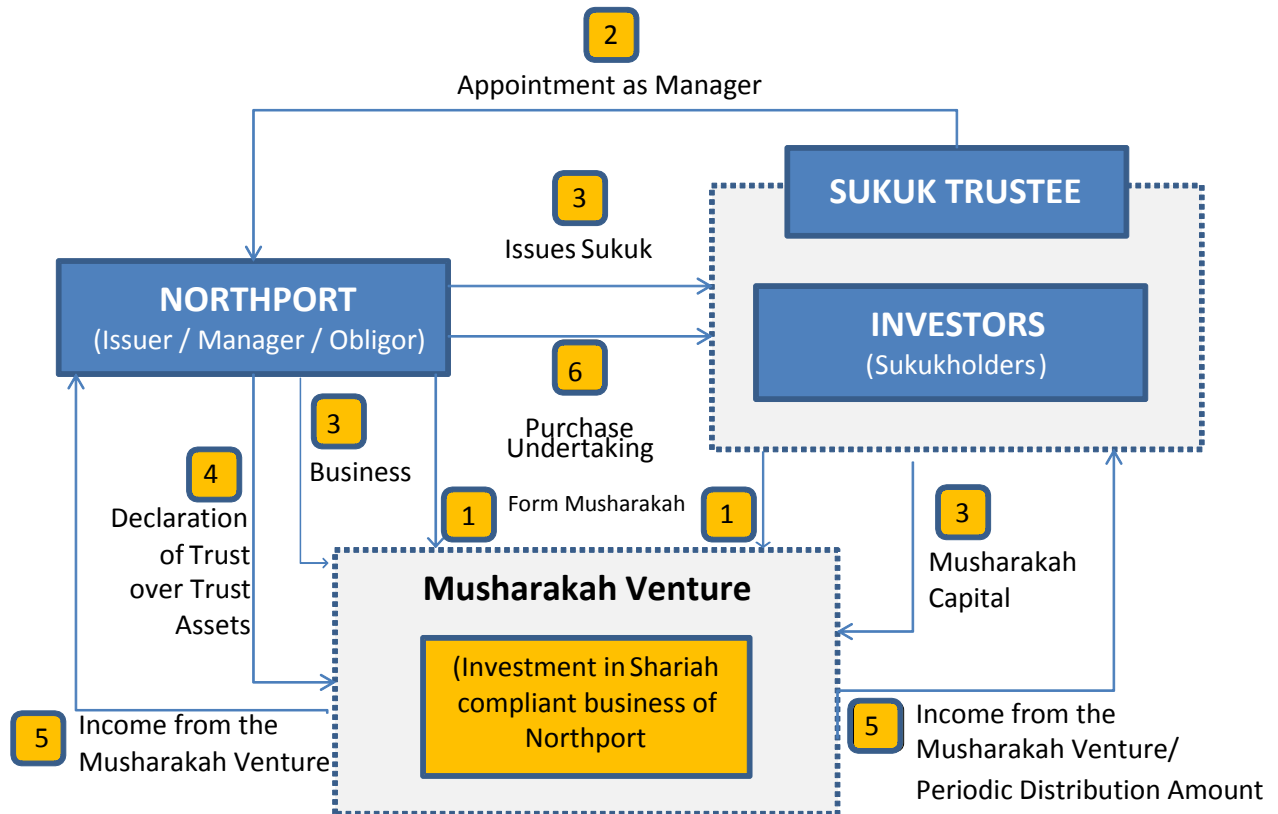 2
Appointment as Manager
SUKUK TRUSTEE
3
Issues Sukuk
NORTHPORT
(Issuer / Manager / Obligor)
INVESTORS
(Sukukholders)
6
Purchase
Undertaking
3
Business
4
Declaration
of Trust
over Trust
Assets
1
Form Musharakah
1
3
Musharakah
Capital
Musharakah Venture
(Investment in Shariah
compliant business of
Northport
5
Income from the
Musharakah Venture
5
Income from the
Musharakah Venture/
Periodic Distribution Amount